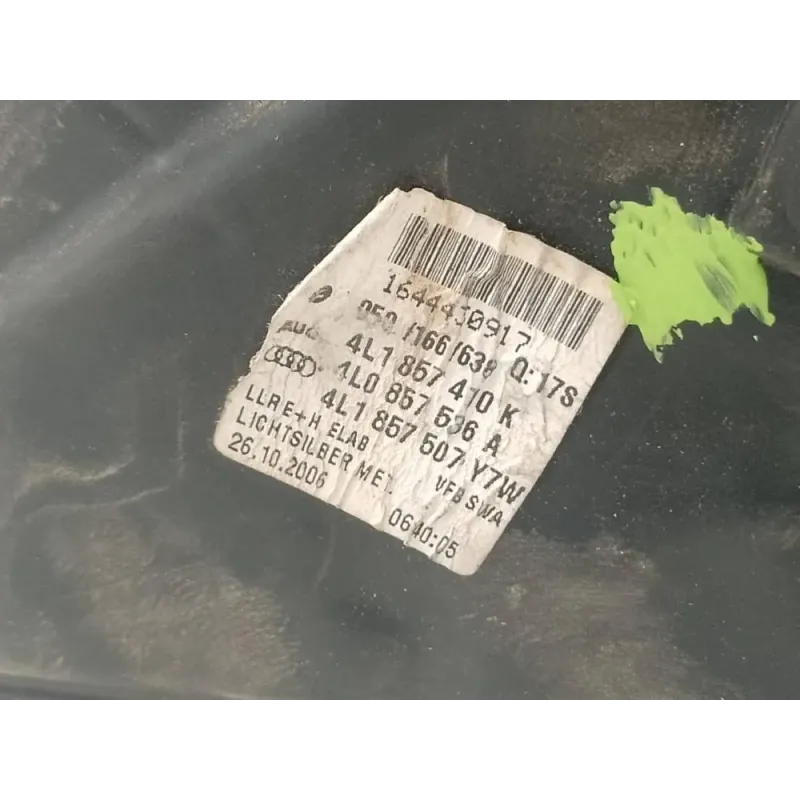 1644430917
/166/638 Q:17S
AUD
4L1 857 410 K
4L0 857 536 A
4L1 857 507 Y7W
LLRE+H ELAB VFBSWA
LICHTSILBER MET.
26.10.2006 0640:05